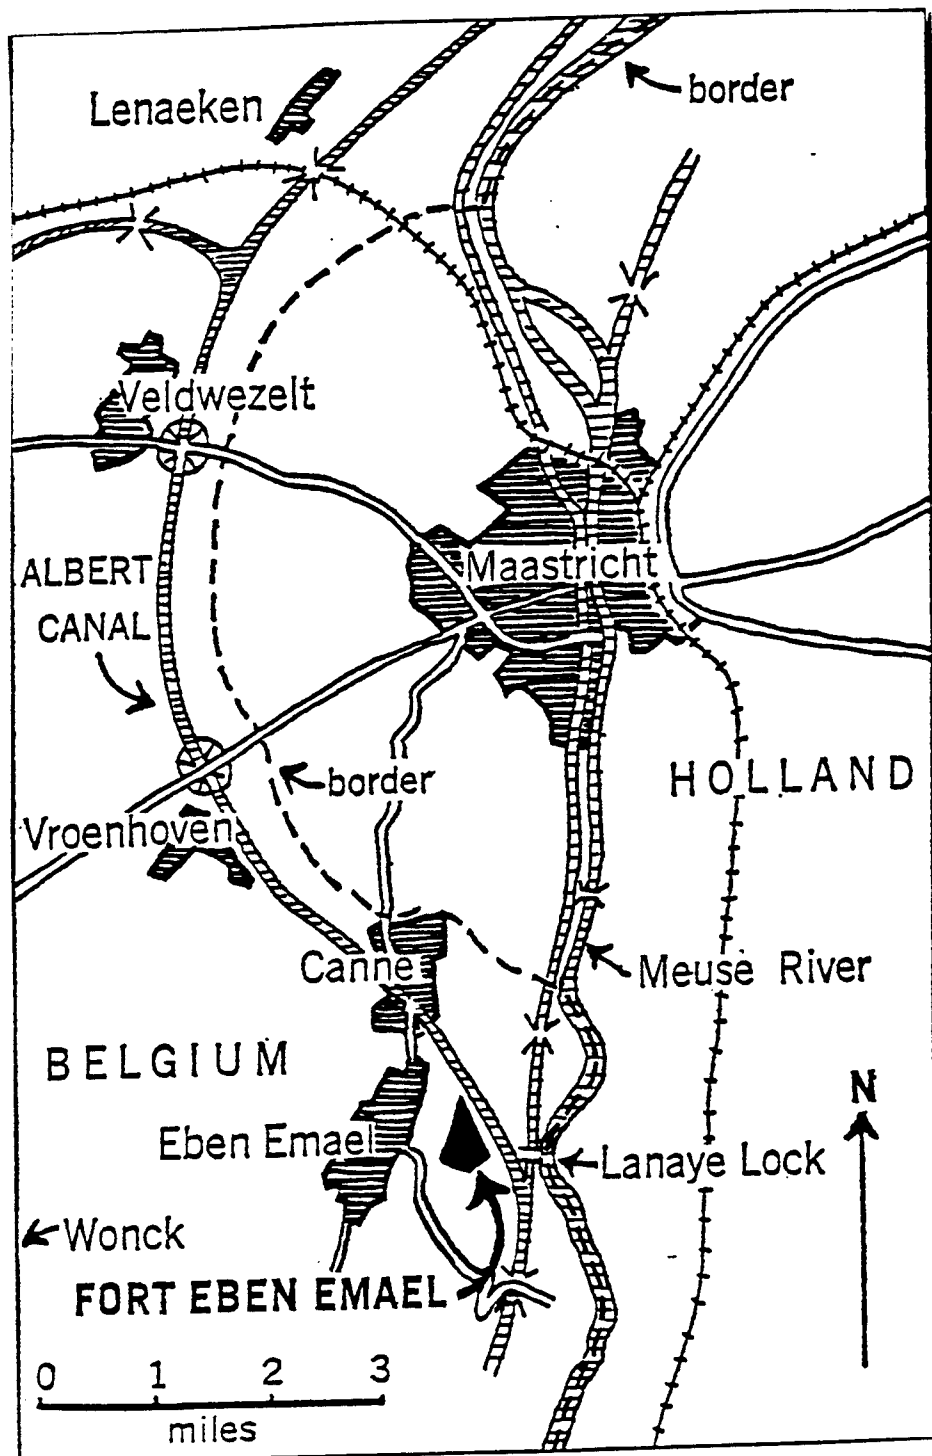 Lenaeken
border
Veldwezelt
ALBERT
CANAL
Maastricht
border
HOLLAND
Vroenhoven
Canne
Meuse River
BELGIUM
N
Eben Emael
Lanaye Lock
Wonck
FORT EBEN EMAEL
0 1 2 3
miles